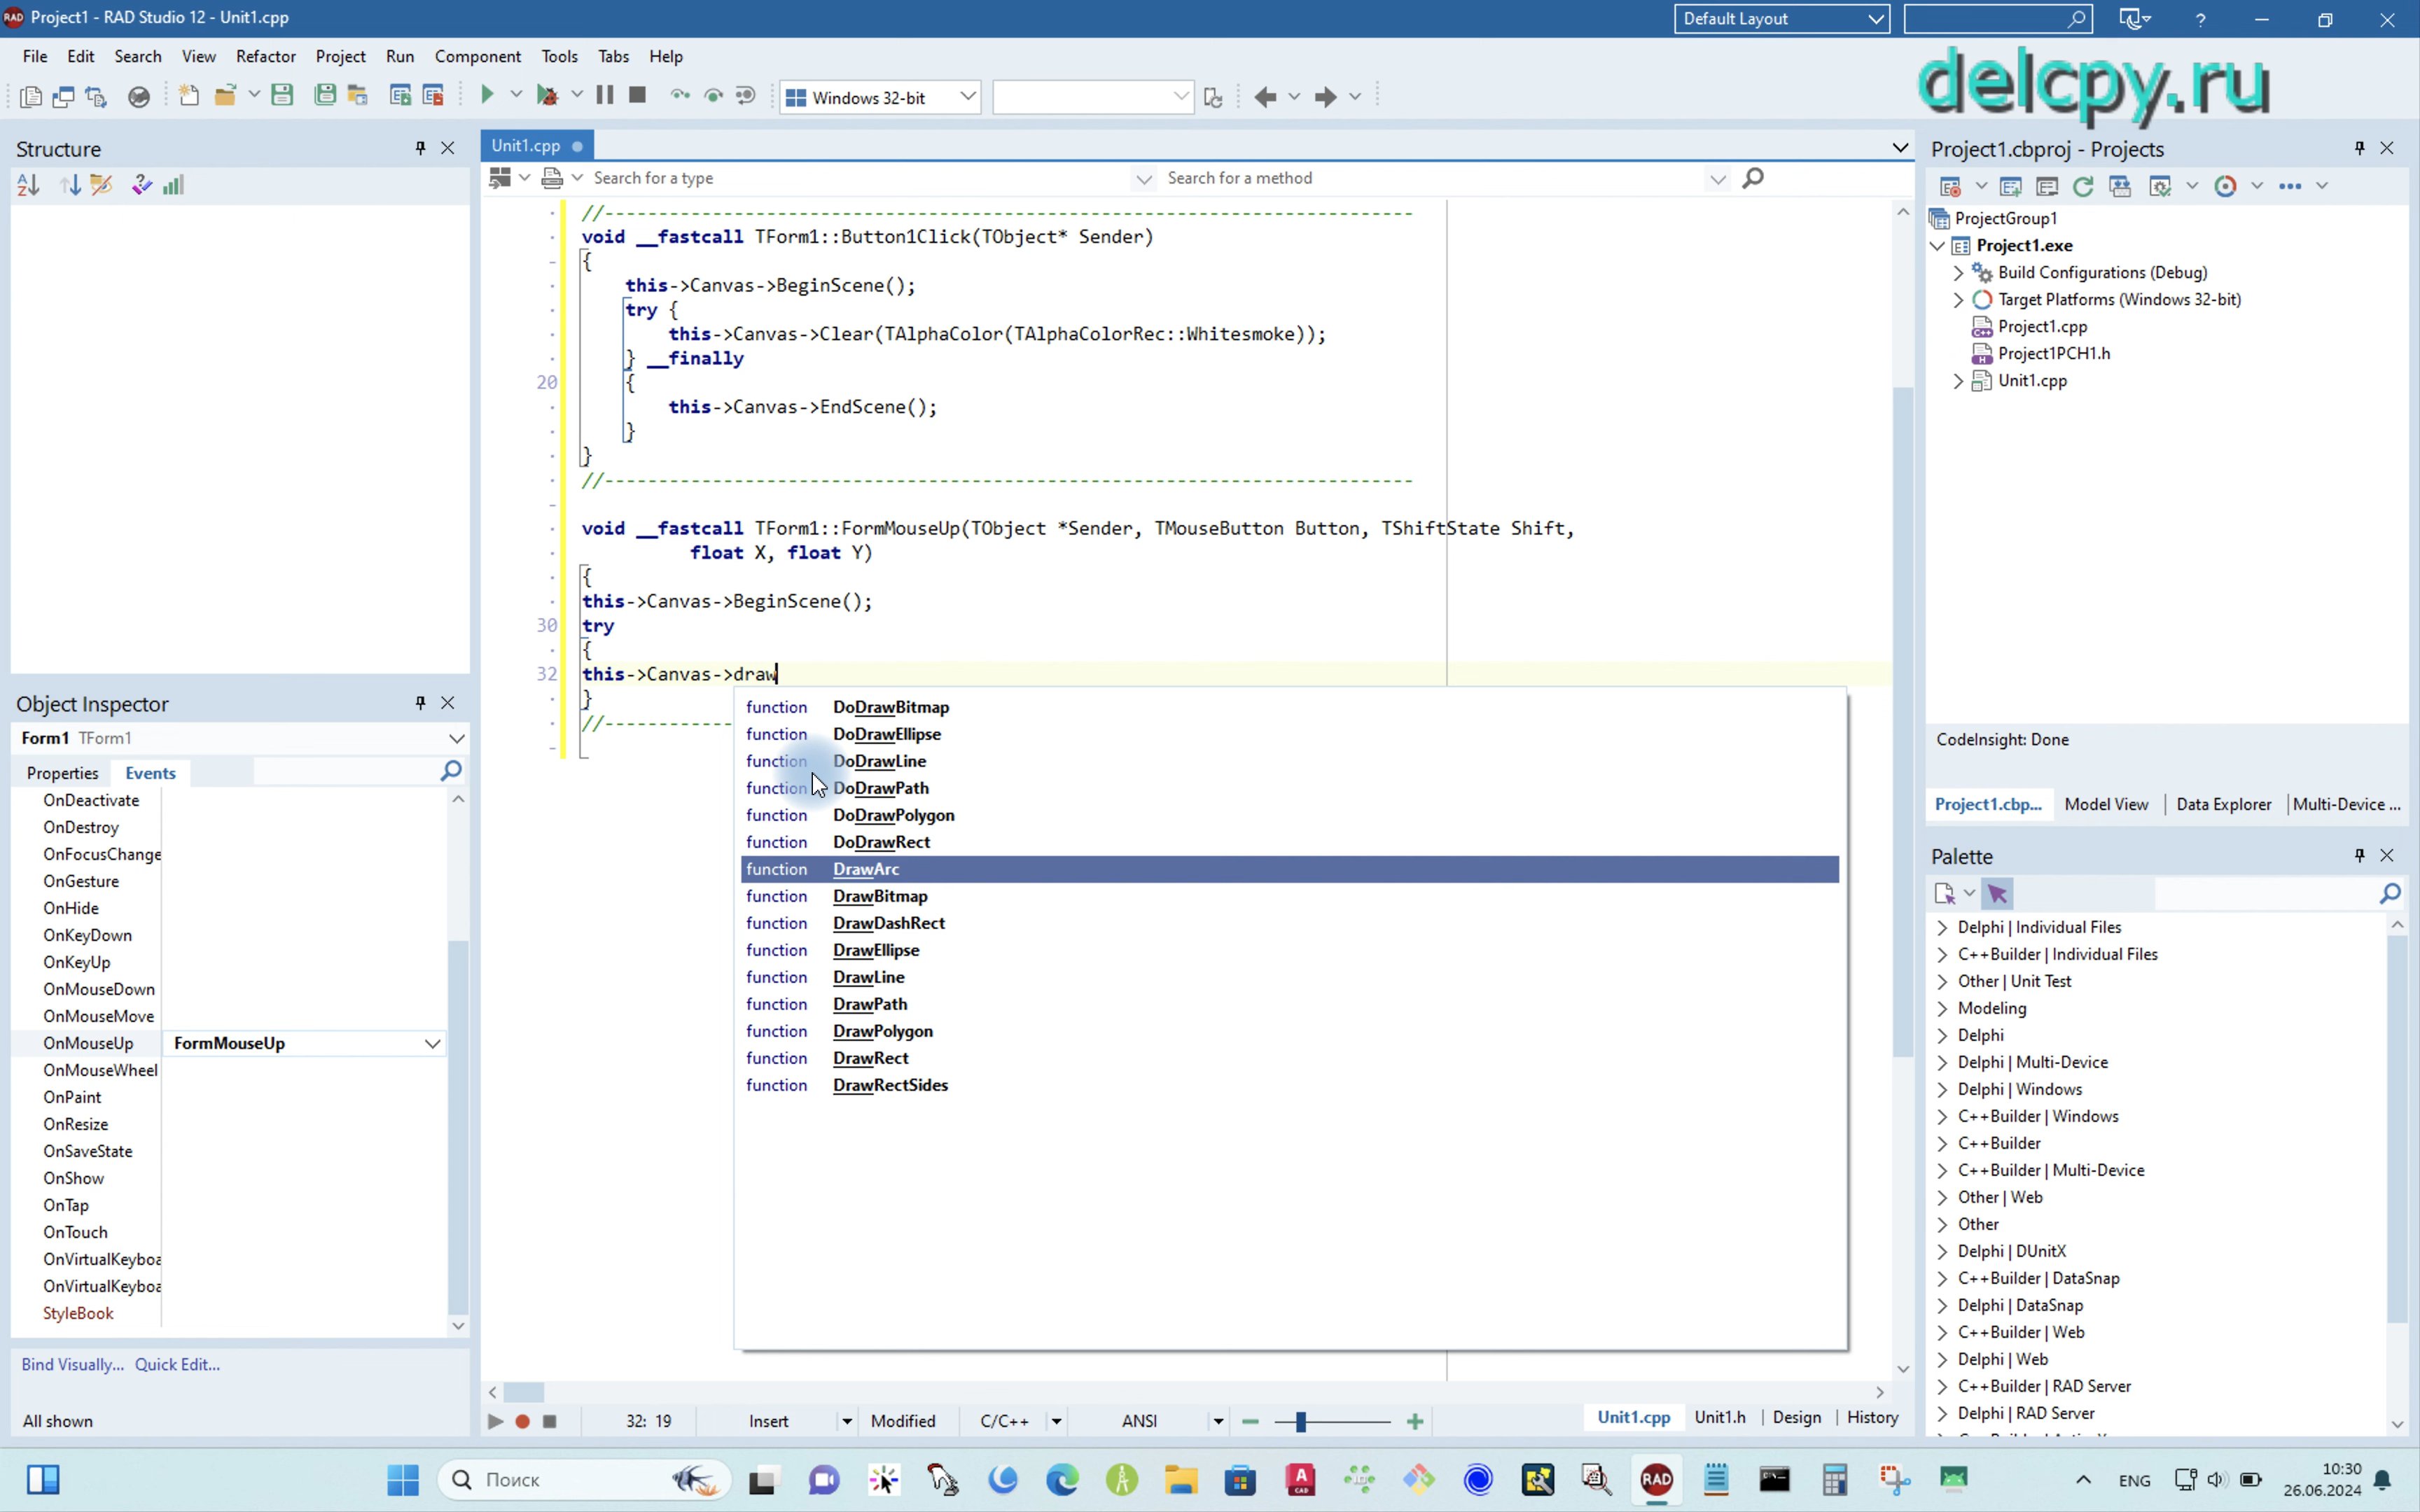 Project1 - RAD Studio 12 - Unit1.cpp
Default Layout
File Edit Search View Refactor Project Run Component Tools Tabs Help
delcpy.ru
Windows 32-bit
Structure
Unit1.cpp
Search for a type
Search for a method
//---------------------------------------------------------------------------
void __fastcall TForm1::Button1Click(TObject* Sender)
{
this->Canvas->BeginScene();
try {
this->Canvas->Clear(TAlphaColor(TAlphaColorRec::Whitesmoke));
} __finally
20 {
this->Canvas->EndScene();
}
}
//---------------------------------------------------------------------------
void __fastcall TForm1::FormMouseUp(TObject *Sender, TMouseButton Button, TShiftState Shift,
float X, float Y)
{
this->Canvas->BeginScene();
30 try
{
32 this->Canvas->draw
}
//------------
function DoDrawBitmap
function DoDrawEllipse
function DoDrawLine
function DoDrawPath
function DoDrawPolygon
function DoDrawRect
function DrawArc
function DrawBitmap
function DrawDashRect
function DrawEllipse
function DrawLine
function DrawPath
function DrawPolygon
function DrawRect
function DrawRectSides
Object Inspector
Form1 TForm1
Properties Events
OnDeactivate
OnDestroy
OnFocusChange
OnGesture
OnHide
OnKeyDown
OnKeyUp
OnMouseDown
OnMouseMove
OnMouseUp FormMouseUp
OnMouseWheel
OnPaint
OnResize
OnSaveState
OnShow
OnTap
OnTouch
OnVirtualKeyboa
OnVirtualKeyboa
StyleBook
Bind Visually... Quick Edit...
All shown
32: 19 Insert Modified C/C++ ANSI
Unit1.cpp Unit1.h Design History
Project1.cbproj - Projects
ProjectGroup1
Project1.exe
Build Configurations (Debug)
Target Platforms (Windows 32-bit)
Project1.cpp
Project1PCH1.h
Unit1.cpp
CodeInsight: Done
Project1.cbp... Model View Data Explorer Multi-Device ...
Palette
Delphi | Individual Files
C++Builder | Individual Files
Other | Unit Test
Modeling
Delphi
Delphi | Multi-Device
Delphi | Windows
C++Builder | Windows
C++Builder
C++Builder | Multi-Device
Other | Web
Other
Delphi | DUnitX
C++Builder | DataSnap
Delphi | DataSnap
C++Builder | Web
Delphi | Web
C++Builder | RAD Server
Delphi | RAD Server
Поиск
RAD
ENG
10:30
26.06.2024